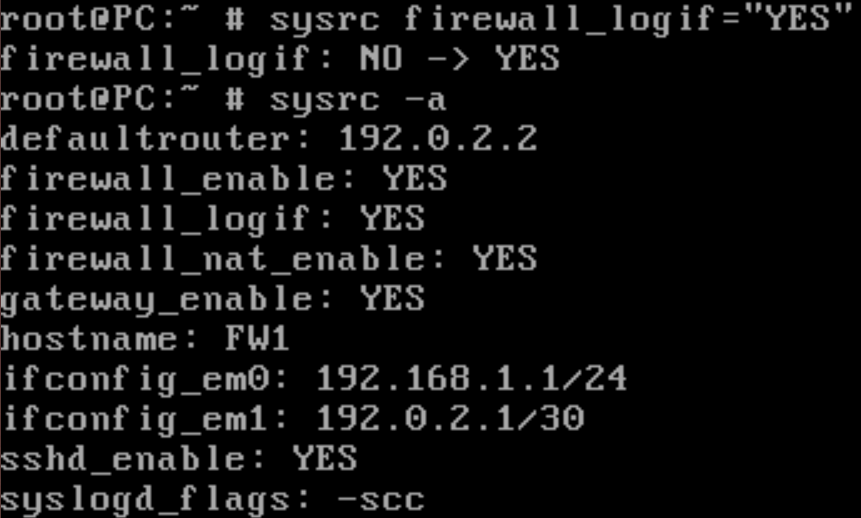 root@PC:~ # sysrc firewall_logif="YES"
firewall_logif: NO -> YES
root@PC:~ # sysrc -a
defaultrouter: 192.0.2.2
firewall_enable: YES
firewall_logif: YES
firewall_nat_enable: YES
gateway_enable: YES
hostname: FW1
ifconfig_em0: 192.168.1.1/24
ifconfig_em1: 192.0.2.1/30
sshd_enable: YES
syslogd_flags: -scc